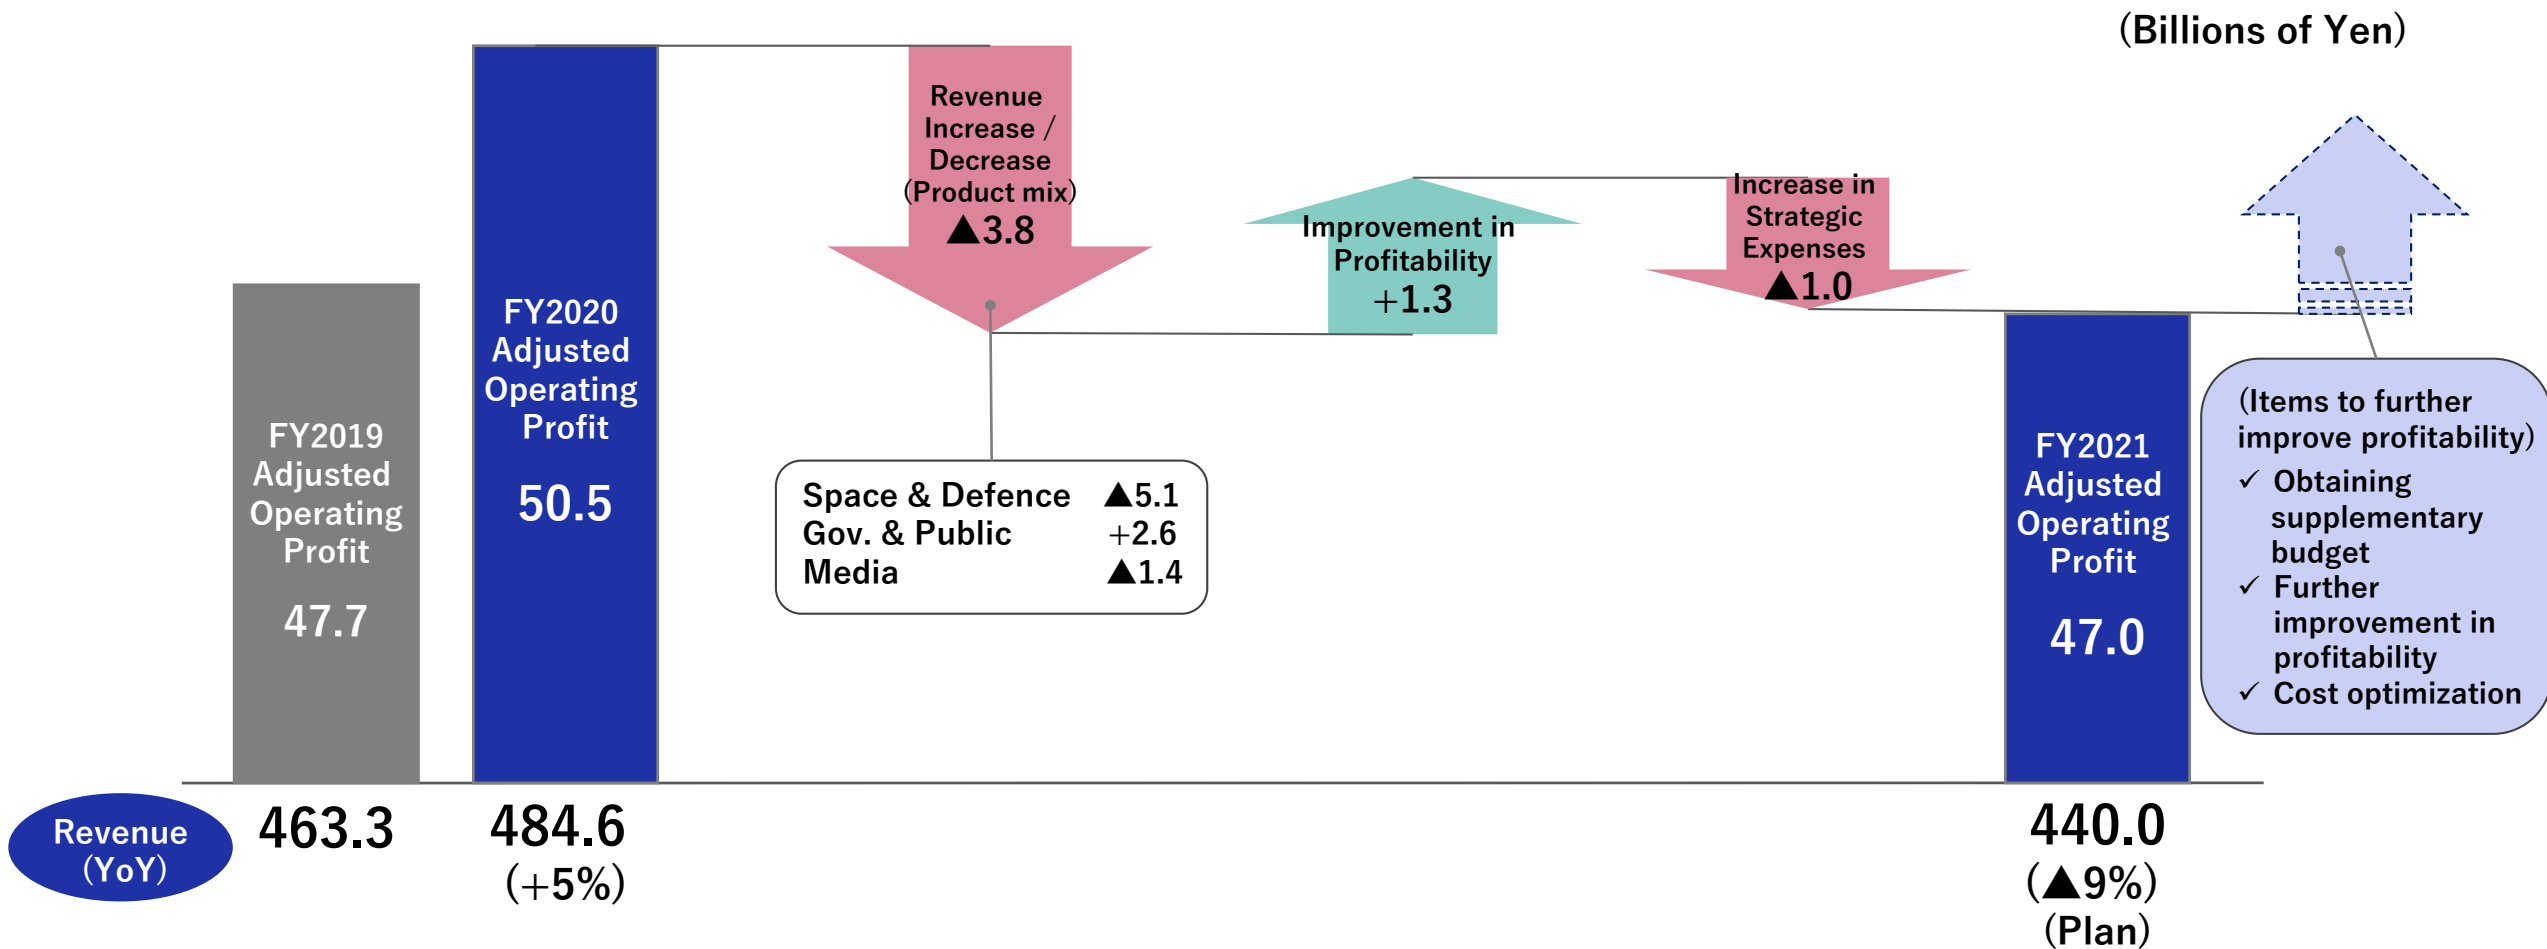 (Billions of Yen)
FY2019
Adjusted
Operating
Profit
47.7
FY2020
Adjusted
Operating
Profit
50.5
Revenue
Increase /
Decrease
(Product mix)
▲3.8
Space & Defence ▲5.1
Gov. & Public +2.6
Media ▲1.4
Improvement in
Profitability
+1.3
Increase in
Strategic
Expenses
▲1.0
FY2021
Adjusted
Operating
Profit
47.0
(Items to further
improve profitability)
✓ Obtaining
supplementary
budget
✓ Further
improvement in
profitability
✓ Cost optimization
Revenue
(YoY)
463.3
484.6
(+5%)
440.0
(▲9%)
(Plan)